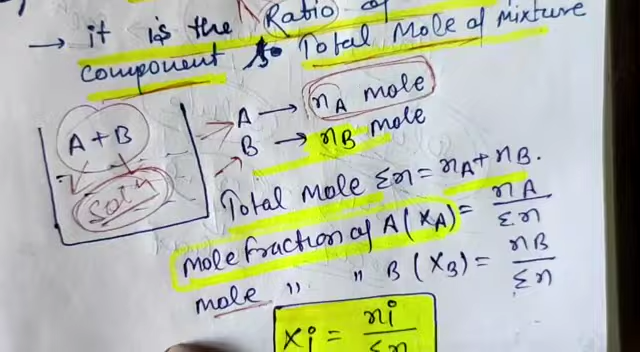 → it is the Ratio of
component to Total Mole of mixture
A+B
Sol^n
A → nA mole
B → nB mole
Total Mole Σn = nA + nB.
Mole fraction of A (XA) = nA/Σn
mole " " B (XB) = nB/Σn
Xi = ni/Σn